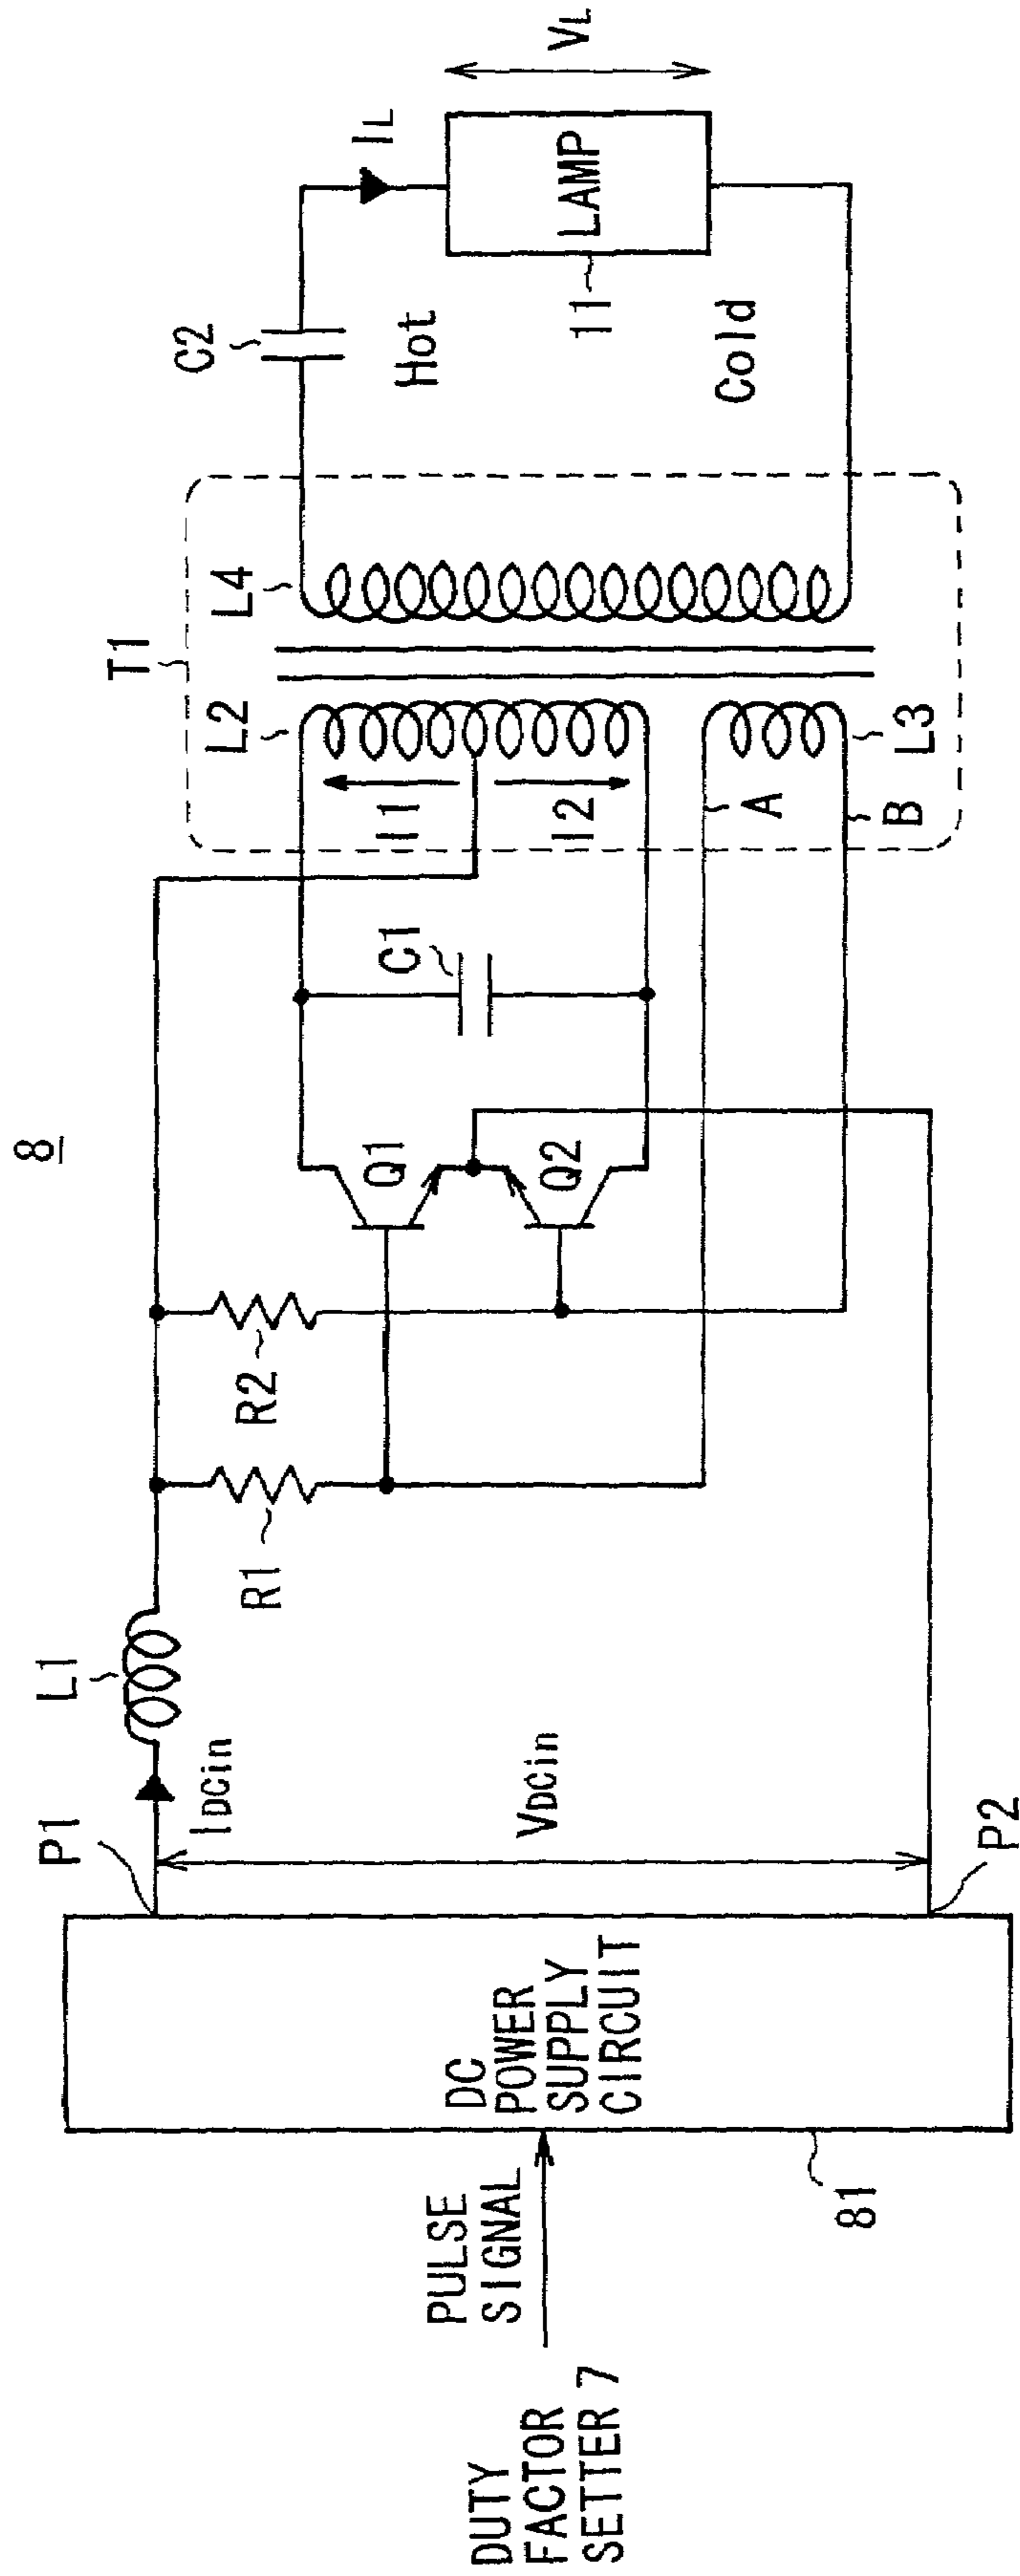 8
DUTY
FACTOR
SETTER 7
PULSE
SIGNAL
DC
POWER
SUPPLY
CIRCUIT
81
P1
P2
IDCin
VDCin
L1
R1
R2
Q1
Q2
C1
T1
L2
L4
I1
I2
A
B
L3
C2
Hot
Cold
IL
LAMP
11
VL